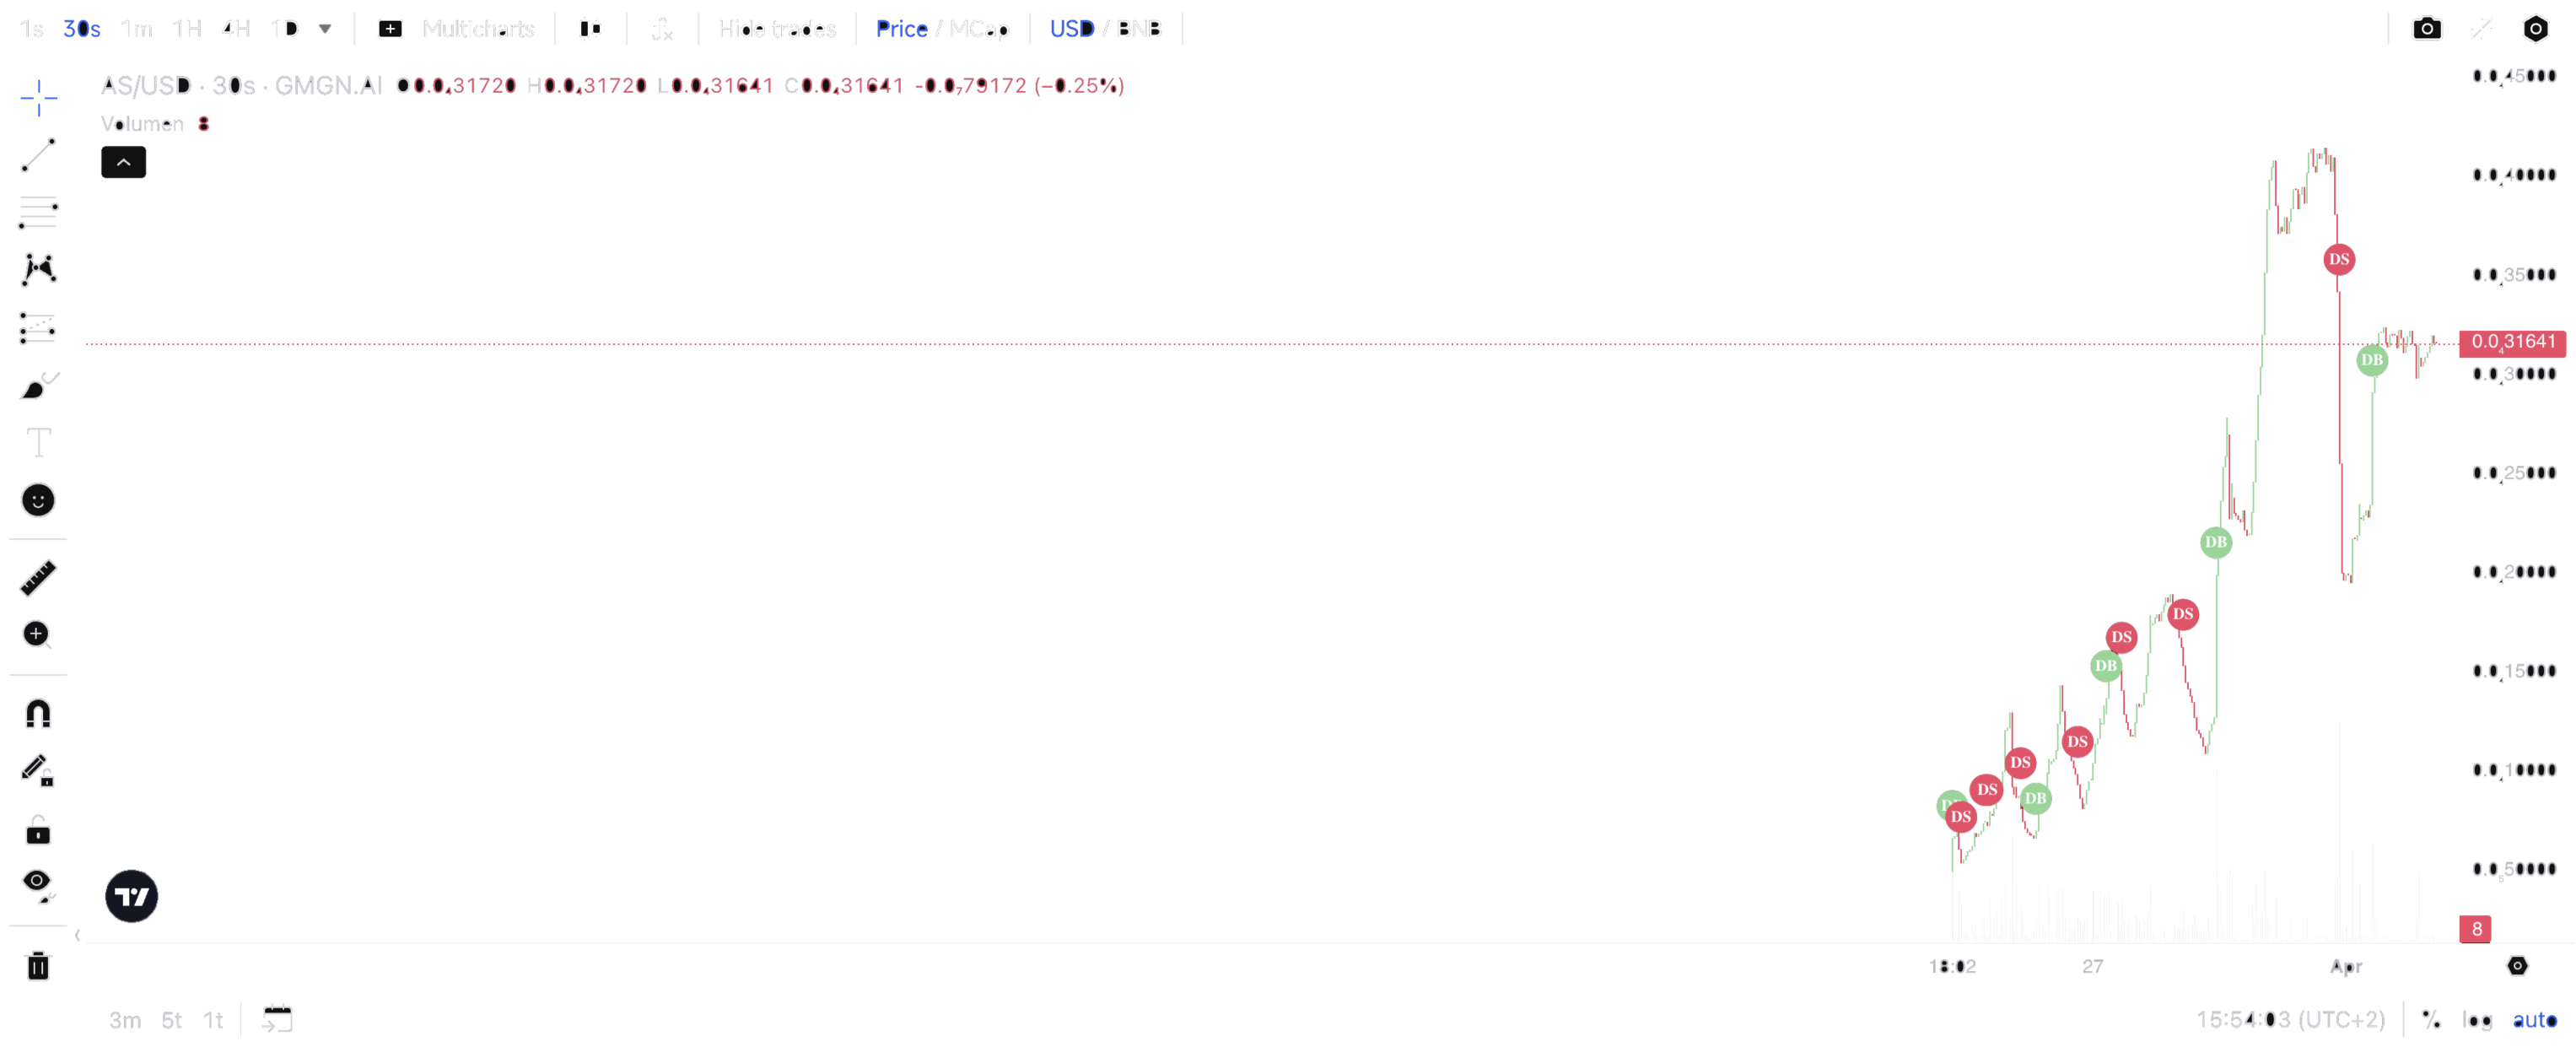 1s 30s 1m 1H 4H 1D Multicharts Hide trades Price / MCap USD / BNB
AS/USD · 30s · GMGN.AI O0.0₄31720 H0.0₄31720 L0.0₄31641 C0.0₄31641 -0.0₇79172 (−0.25%)
Volumen 8
0.0₄45000
0.0₄40000
DS
0.0₄35000
0.0₄31641
DB
0.0₄30000
0.0₄25000
DB
0.0₄20000
DS
DS
DB
0.0₄15000
DS
DS
0.0₄10000
DS
DB
DS
0.0₅50000
8
27 Apr
3m 5t 1t 15:54:03 (UTC+2) % log auto